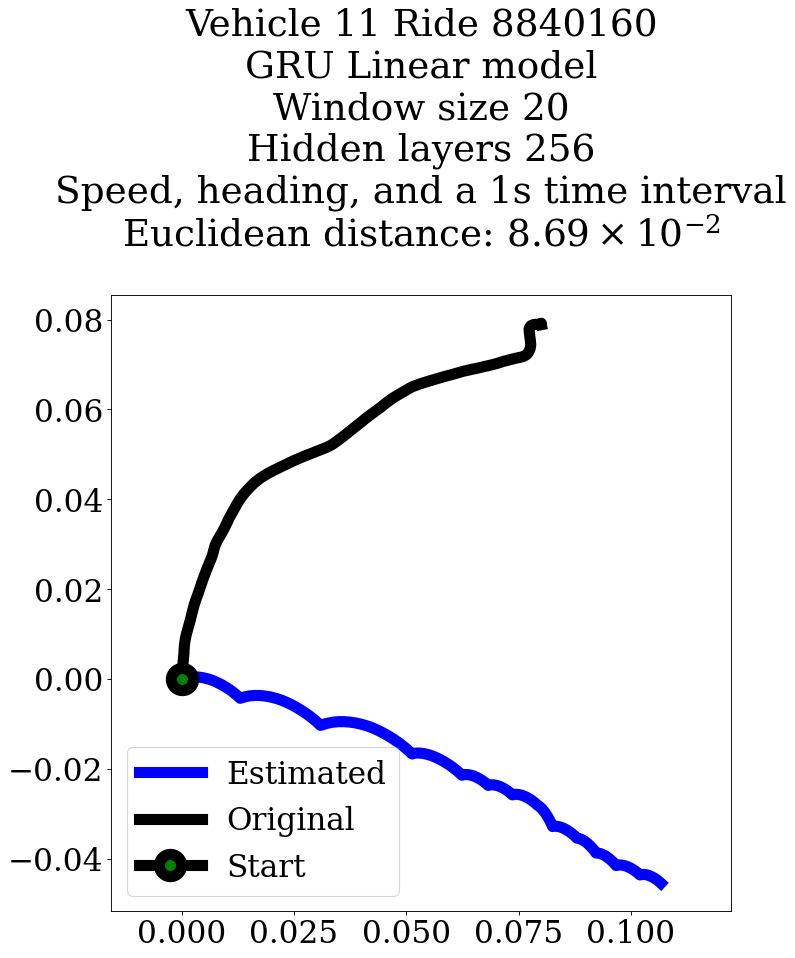 Vehicle 11 Ride 8840160
GRU Linear model
Window size 20
Hidden layers 256
Speed, heading, and a 1s time interval
Euclidean distance: 8.69 × 10⁻²
0.08
0.06
0.04
0.02
0.00
−0.02
−0.04
Estimated
Original
Start
0.000 0.025 0.050 0.075 0.100